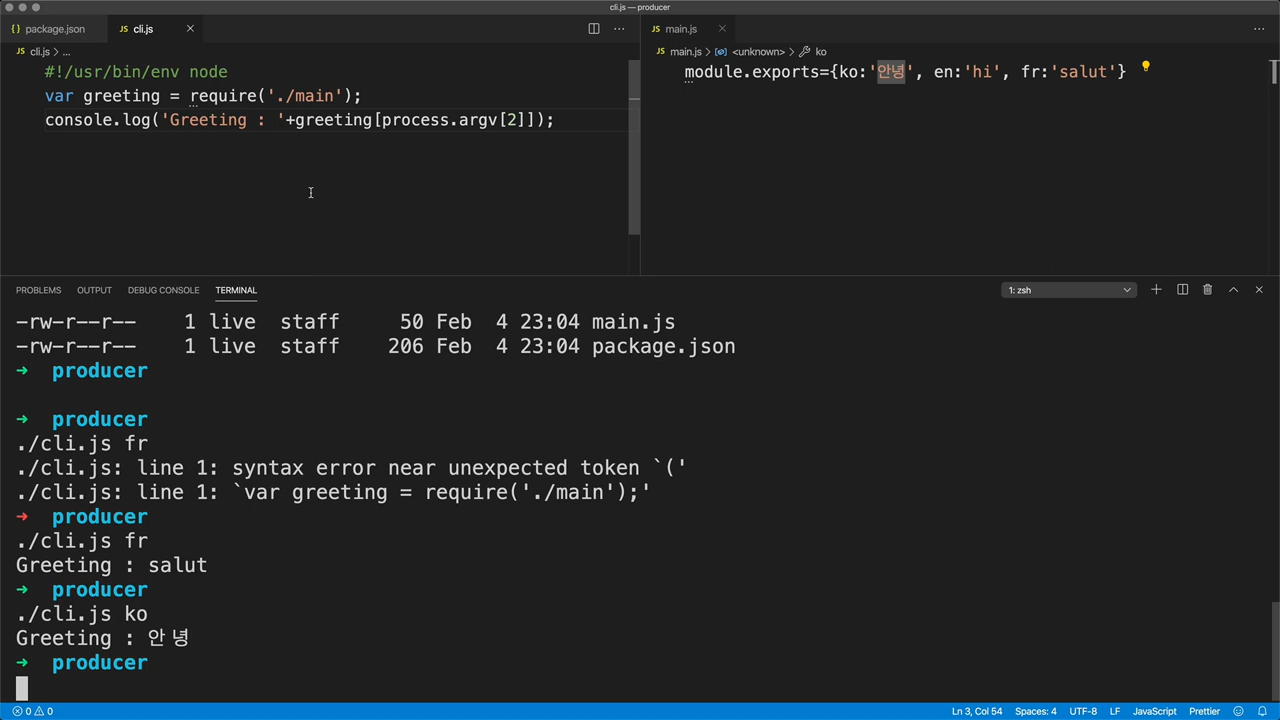 cli.js — producer
{} package.json
JS cli.js
JS main.js
JS cli.js > ...
JS main.js > <unknown> > ko
#!/usr/bin/env node
var greeting = require('./main');
console.log('Greeting : '+greeting[process.argv[2]]);
module.exports={ko:'안녕', en:'hi', fr:'salut'}
PROBLEMS OUTPUT DEBUG CONSOLE TERMINAL
1: zsh
-rw-r--r-- 1 live staff 50 Feb 4 23:04 main.js
-rw-r--r-- 1 live staff 206 Feb 4 23:04 package.json
➜ producer
➜ producer
./cli.js fr
./cli.js: line 1: syntax error near unexpected token `('
./cli.js: line 1: `var greeting = require('./main');'
➜ producer
./cli.js fr
Greeting : salut
➜ producer
./cli.js ko
Greeting : 안녕
➜ producer
0 0
Ln 3, Col 54 Spaces: 4 UTF-8 LF JavaScript Prettier